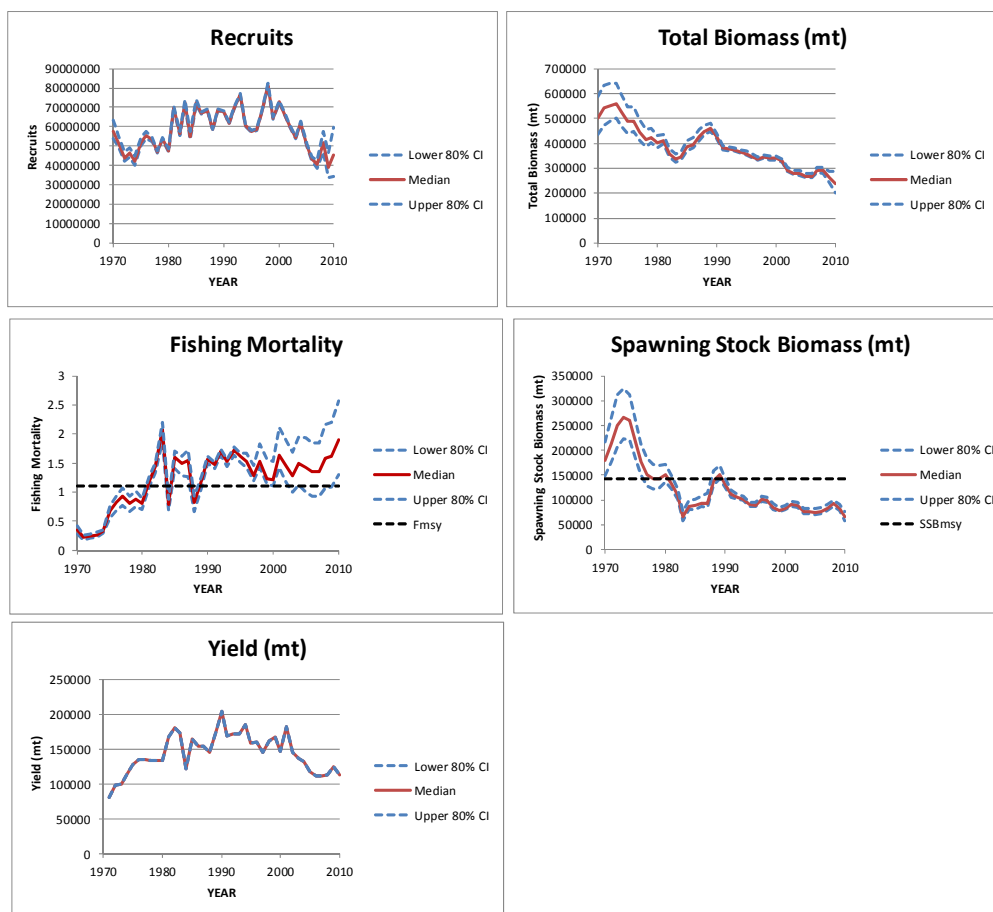 Recruits
90000000
80000000
70000000
60000000
50000000
40000000
30000000
20000000
10000000
0
Recruits
1970 1980 1990 2000 2010
YEAR
Lower 80% CI
Median
Upper 80% CI
Total Biomass (mt)
700000
600000
500000
400000
300000
200000
100000
0
Total Biomass (mt)
1970 1980 1990 2000 2010
YEAR
Lower 80% CI
Median
Upper 80% CI
Fishing Mortality
3
2.5
2
1.5
1
0.5
0
Fishing Mortality
1970 1980 1990 2000 2010
YEAR
Lower 80% CI
Median
Upper 80% CI
Fmsy
Spawning Stock Biomass (mt)
350000
300000
250000
200000
150000
100000
50000
0
Spawning Stock Biomass (mt)
1970 1980 1990 2000 2010
YEAR
Lower 80% CI
Median
Upper 80% CI
SSBmsy
Yield (mt)
250000
200000
150000
100000
50000
0
Yield (mt)
1970 1980 1990 2000 2010
YEAR
Lower 80% CI
Median
Upper 80% CI